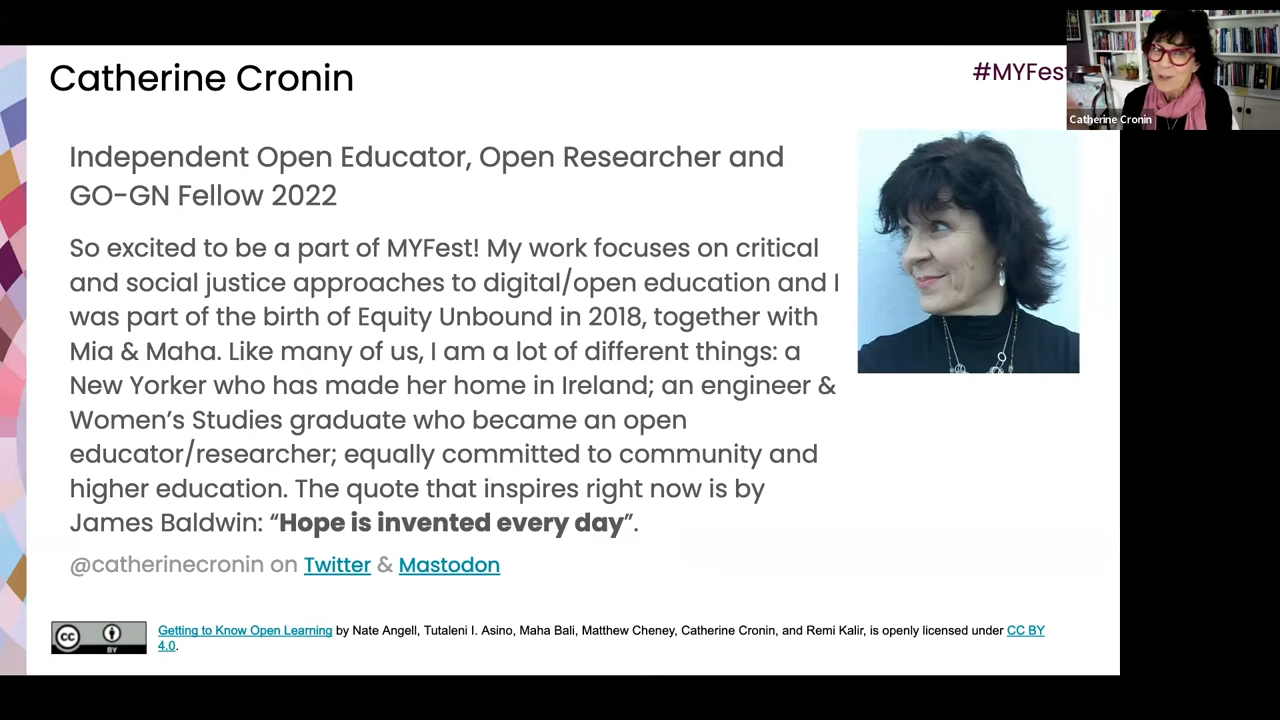 Catherine Cronin
#MYFest
Catherine Cronin
Independent Open Educator, Open Researcher and
GO-GN Fellow 2022
So excited to be a part of MYFest! My work focuses on critical
and social justice approaches to digital/open education and I
was part of the birth of Equity Unbound in 2018, together with
Mia & Maha. Like many of us, I am a lot of different things: a
New Yorker who has made her home in Ireland; an engineer &
Women’s Studies graduate who became an open
educator/researcher; equally committed to community and
higher education. The quote that inspires right now is by
James Baldwin: “Hope is invented every day”.
@catherinecronin on Twitter & Mastodon
cc BY
Getting to Know Open Learning by Nate Angell, Tutaleni I. Asino, Maha Bali, Matthew Cheney, Catherine Cronin, and Remi Kalir, is openly licensed under CC BY
4.0.